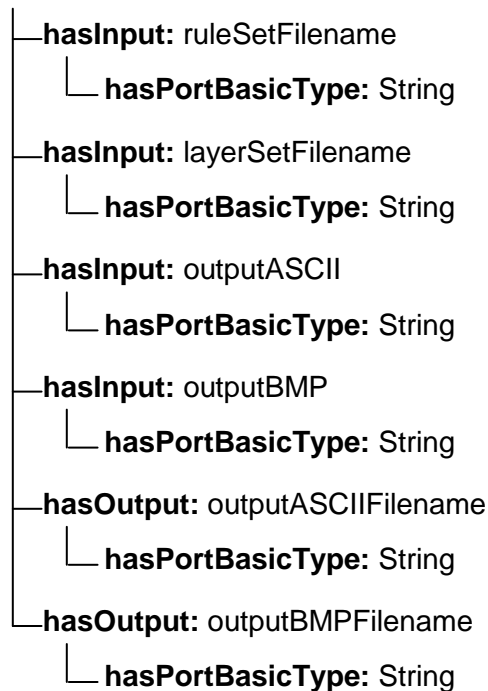 hasInput: ruleSetFilename
hasPortBasicType: String
hasInput: layerSetFilename
hasPortBasicType: String
hasInput: outputASCII
hasPortBasicType: String
hasInput: outputBMP
hasPortBasicType: String
hasOutput: outputASCIIFilename
hasPortBasicType: String
hasOutput: outputBMPFilename
hasPortBasicType: String